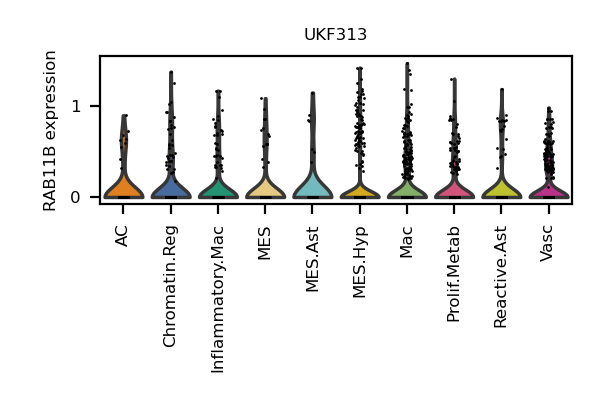 UKF313
RAB11B expression
1
0
AC
Chromatin.Reg
Inflammatory.Mac
MES
MES.Ast
MES.Hyp
Mac
Prolif.Metab
Reactive.Ast
Vasc